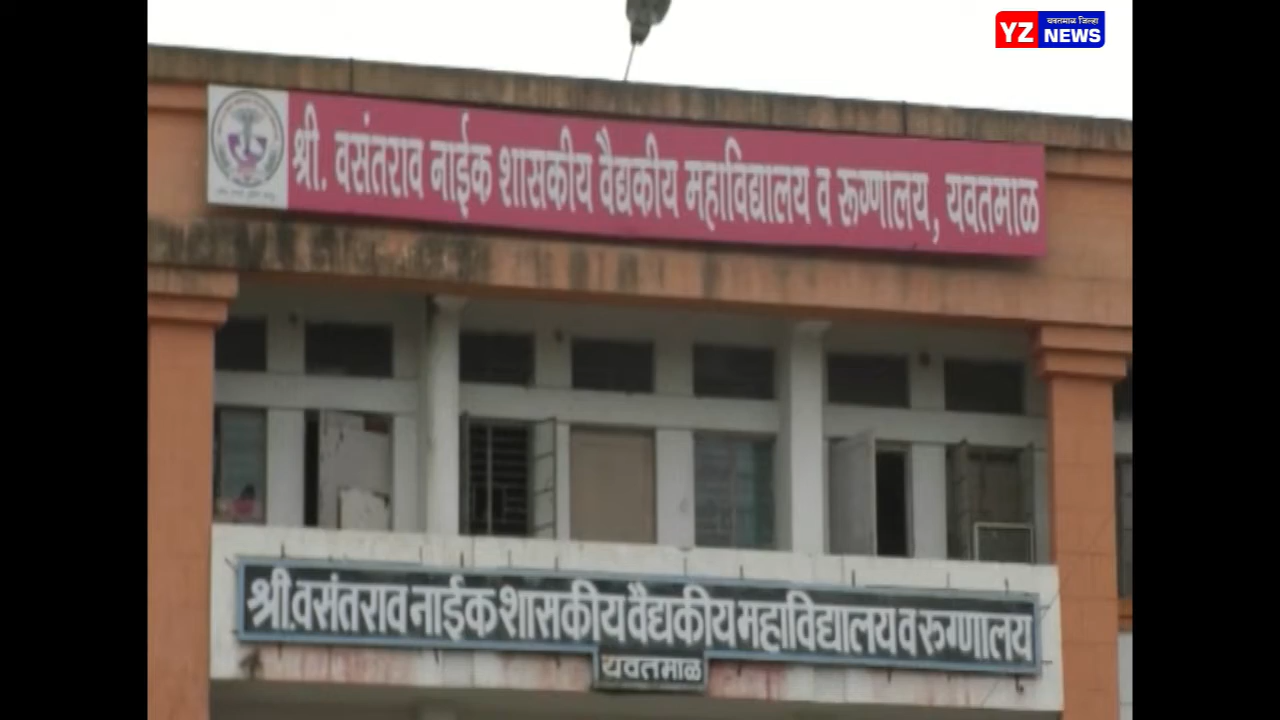 यवतमाळ जिल्हा
YZ NEWS
श्री. वसंतराव नाईक शासकीय वैद्यकीय महाविद्यालय व रुग्णालय, यवतमाळ
श्री.वसंतराव नाईक शासकीय वैद्यकीय महाविद्यालय व रुग्णालय
यवतमाळ